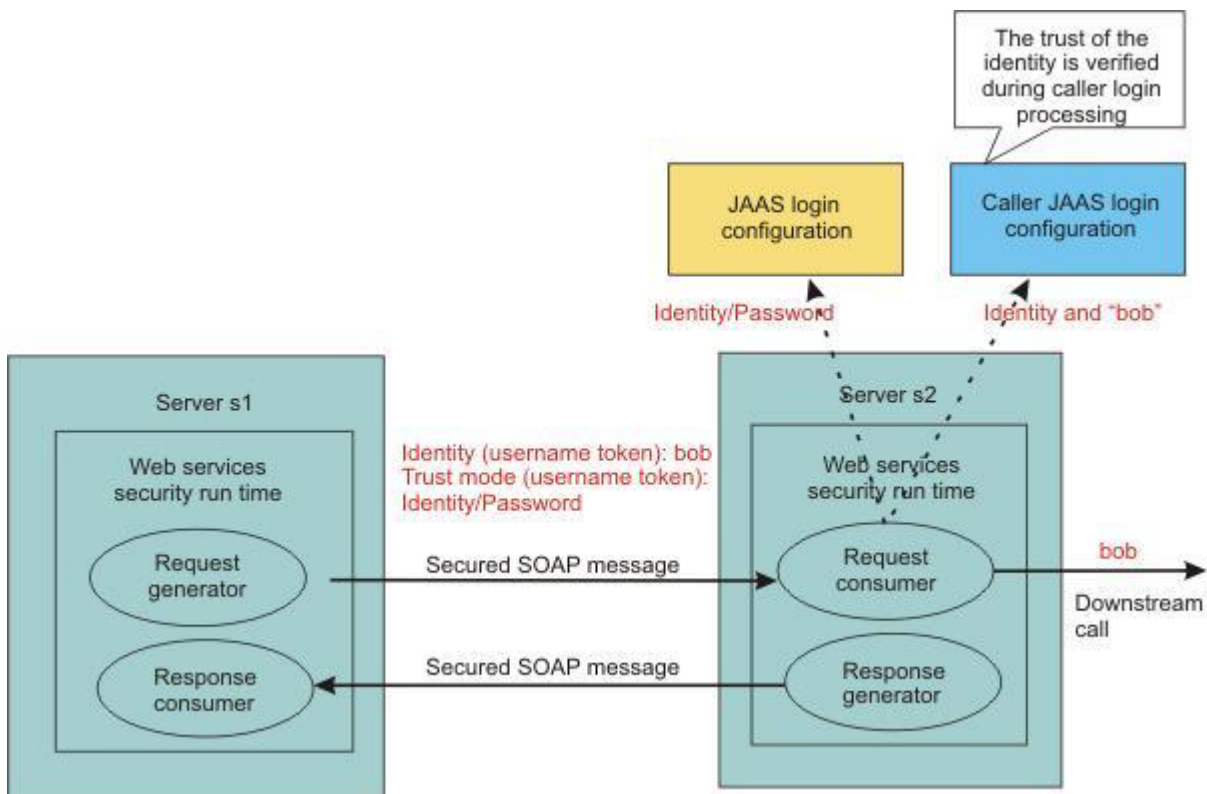 The trust of the
identity is verified
during caller login
processing
JAAS login
configuration
Caller JAAS login
configuration
Identity/Password
Identity and “bob”
Server s1
Web services
security run time
Request
generator
Response
consumer
Identity (username token): bob
Trust mode (username token):
Identity/Password
Secured SOAP message
Secured SOAP message
Server s2
Web services
security run time
Request
consumer
Response
generator
bob
Downstream
call